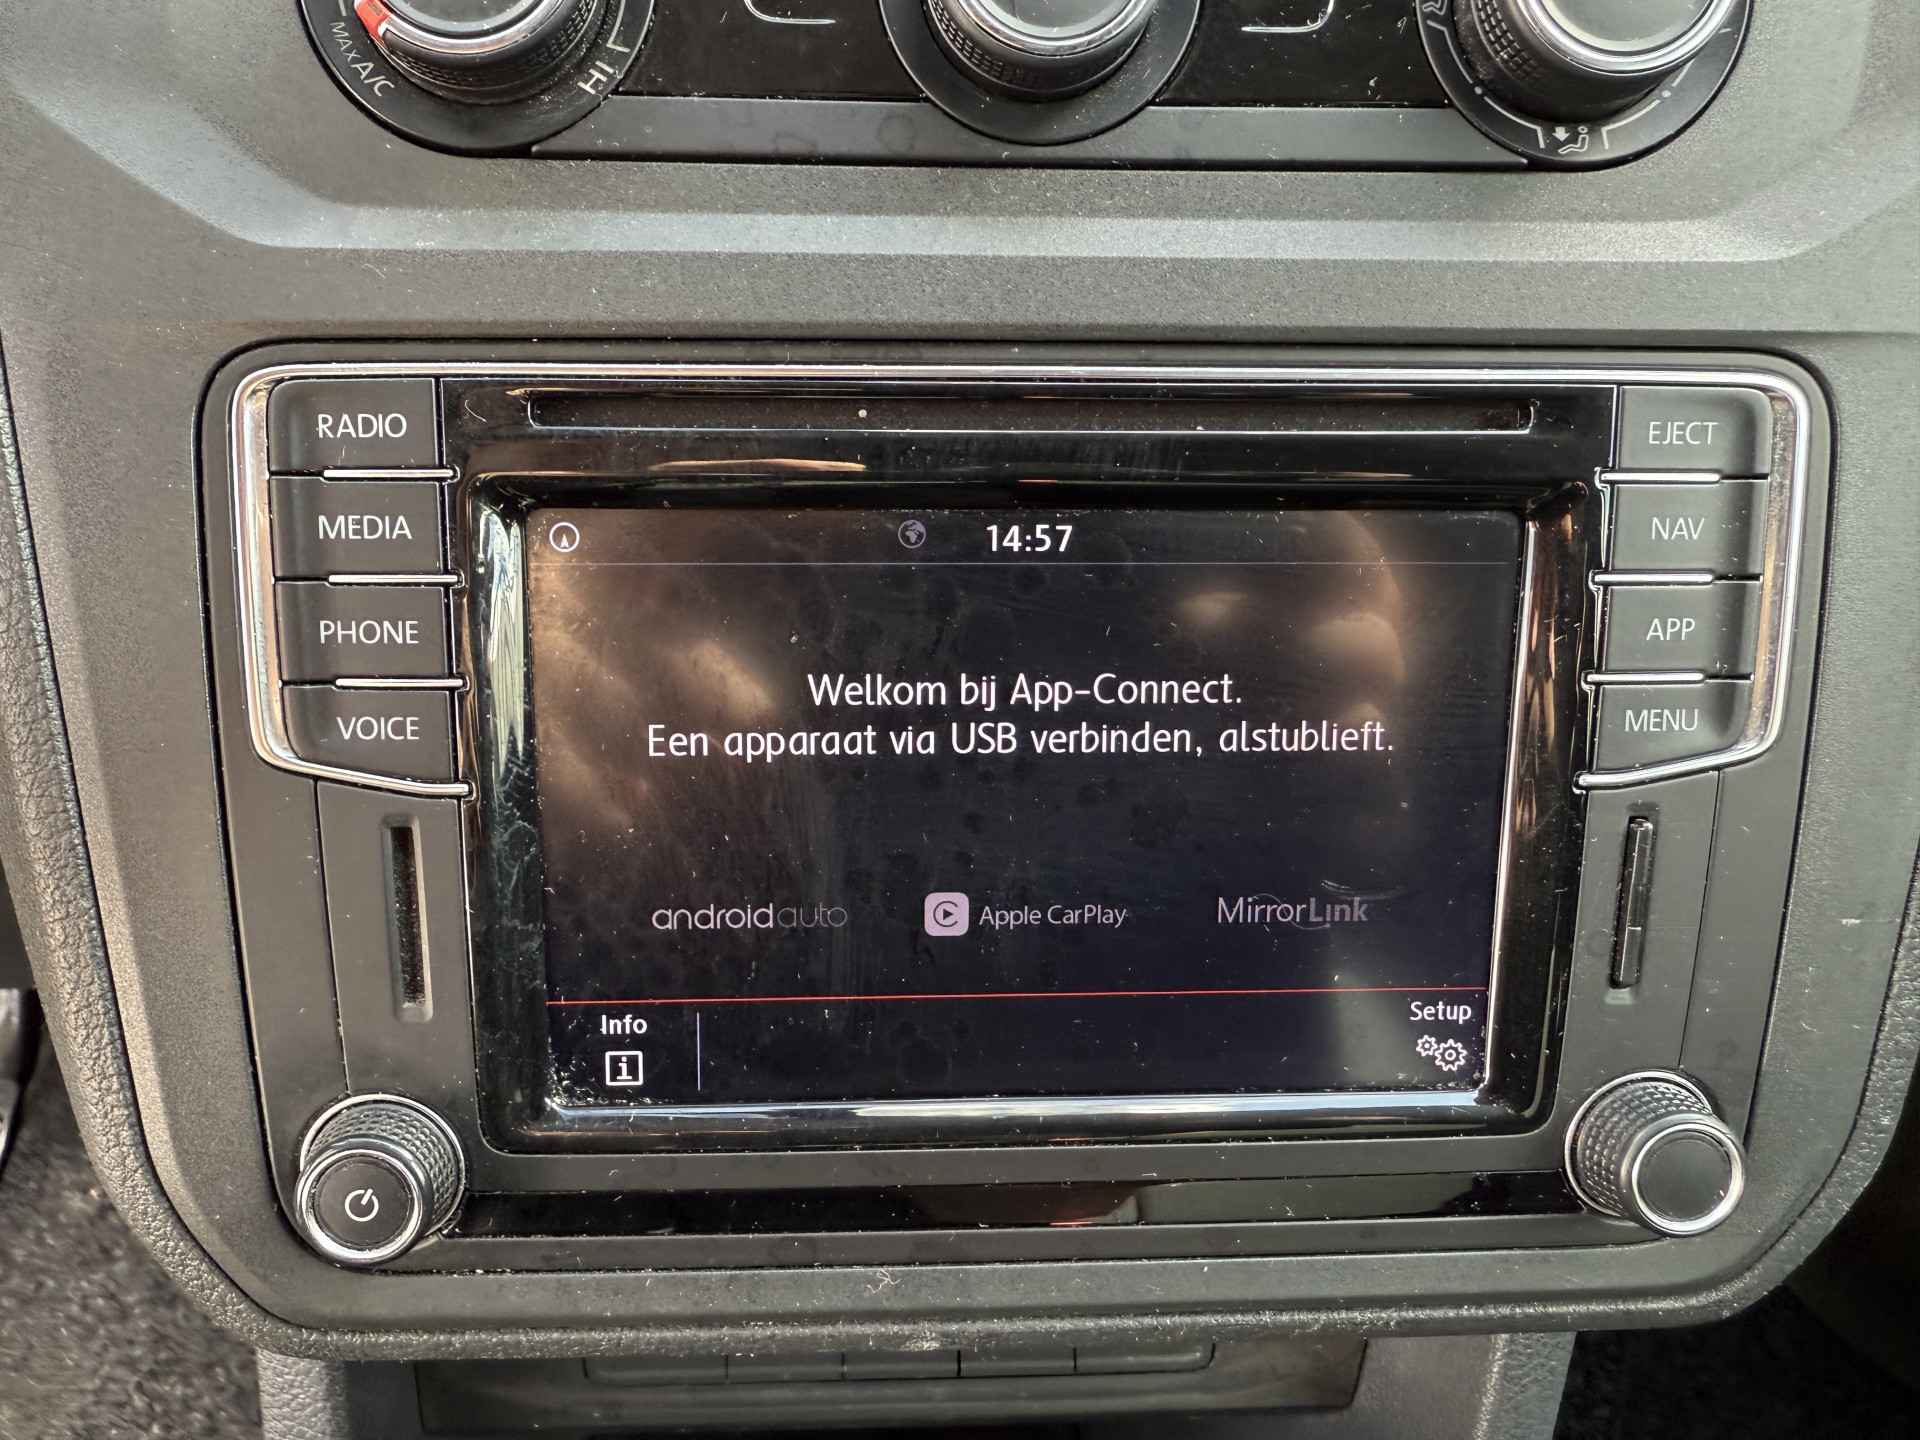 MAX A/C
HI
RADIO
EJECT
MEDIA
NAV
14:57
PHONE
APP
Welkom bij App-Connect.
VOICE
MENU
Een apparaat via USB verbinden, alstublieft.
androidauto
Apple CarPlay
MirrorLink
Info
Setup